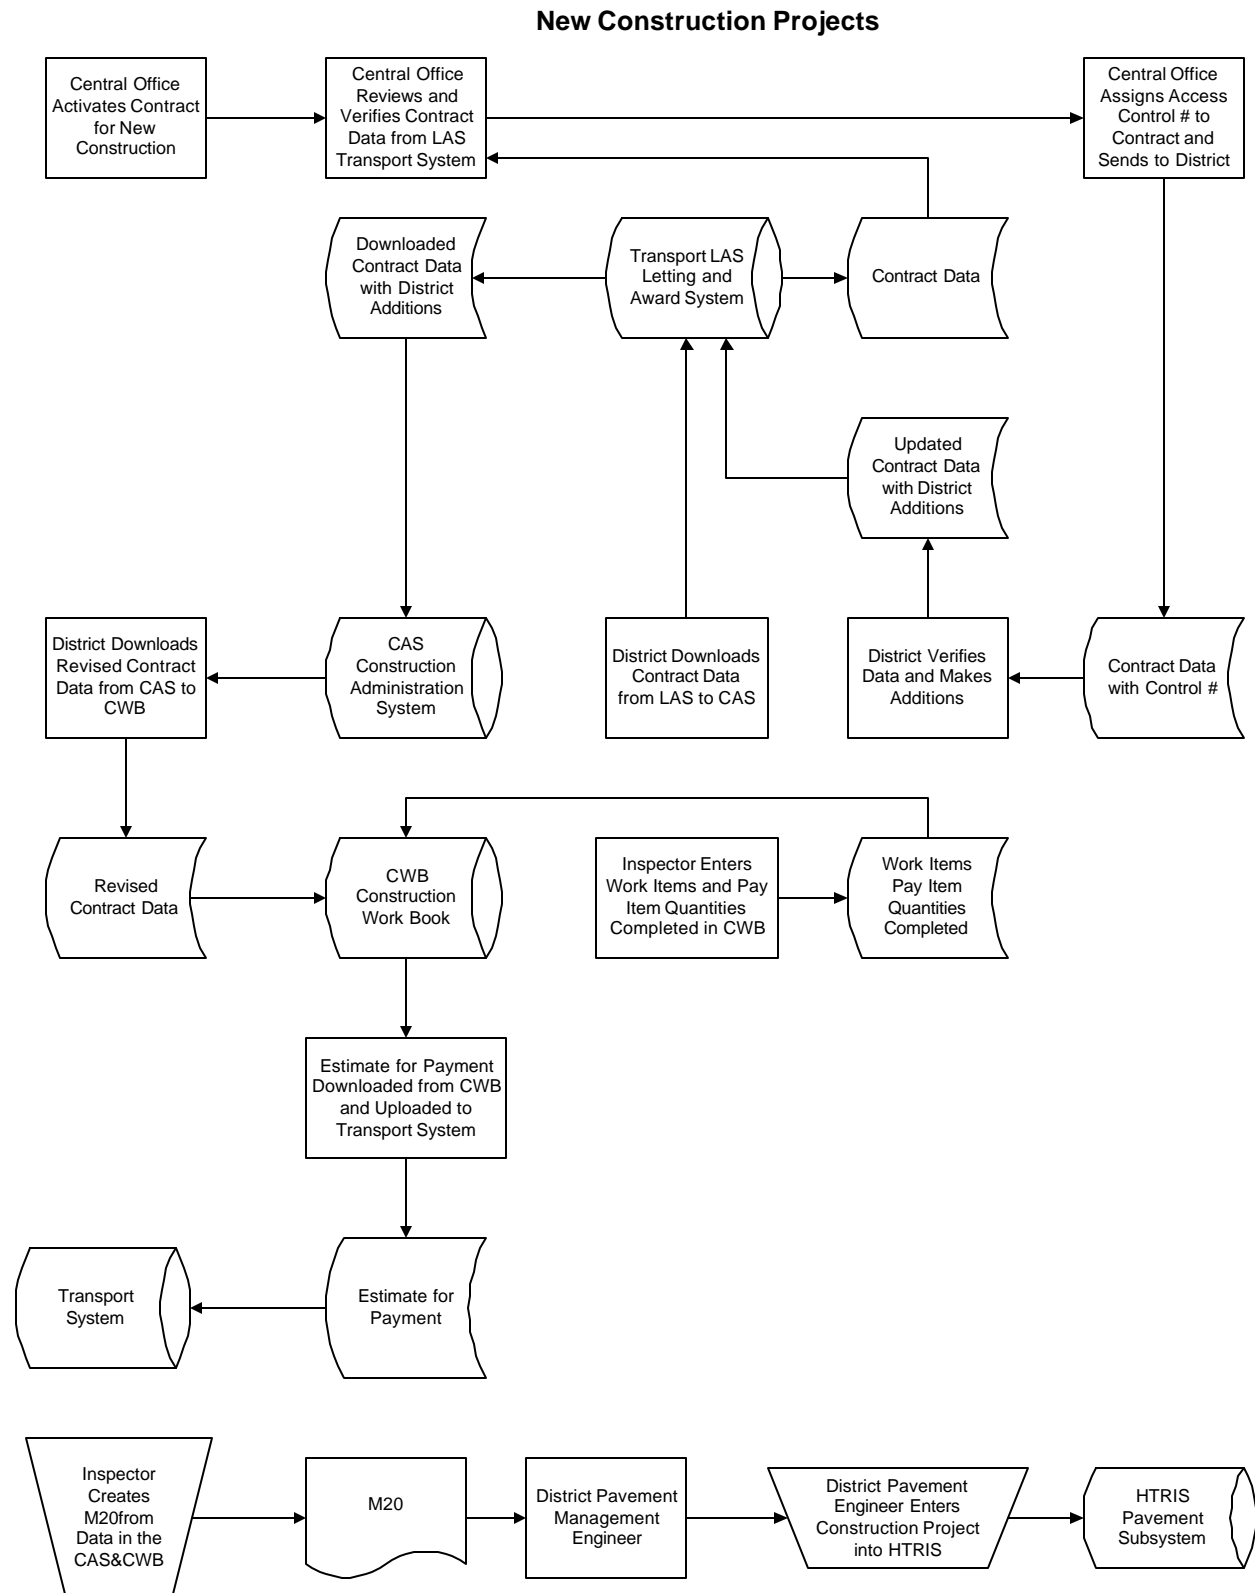 New Construction Projects
Central Office
Activates Contract
for New
Construction
Central Office
Reviews and
Verifies Contract
Data from LAS
Transport System
Central Office
Assigns Access
Control # to
Contract and
Sends to District
Downloaded
Contract Data
with District
Additions
Transport LAS
Letting and
Award System
Contract Data
Updated
Contract Data
with District
Additions
District Downloads
Revised Contract
Data from CAS to
CWB
CAS
Construction
Administration
System
District Downloads
Contract Data
from LAS to CAS
District Verifies
Data and Makes
Additions
Contract Data
with Control #
Revised
Contract Data
CWB
Construction
Work Book
Inspector Enters
Work Items and Pay
Item Quantities
Completed in CWB
Work Items
Pay Item
Quantities
Completed
Estimate for Payment
Downloaded from CWB
and Uploaded to
Transport System
Transport
System
Estimate for
Payment
Inspector
Creates
M20from
Data in the
CAS&CWB
M20
District Pavement
Management
Engineer
District Pavement
Engineer Enters
Construction Project
into HTRIS
HTRIS
Pavement
Subsystem